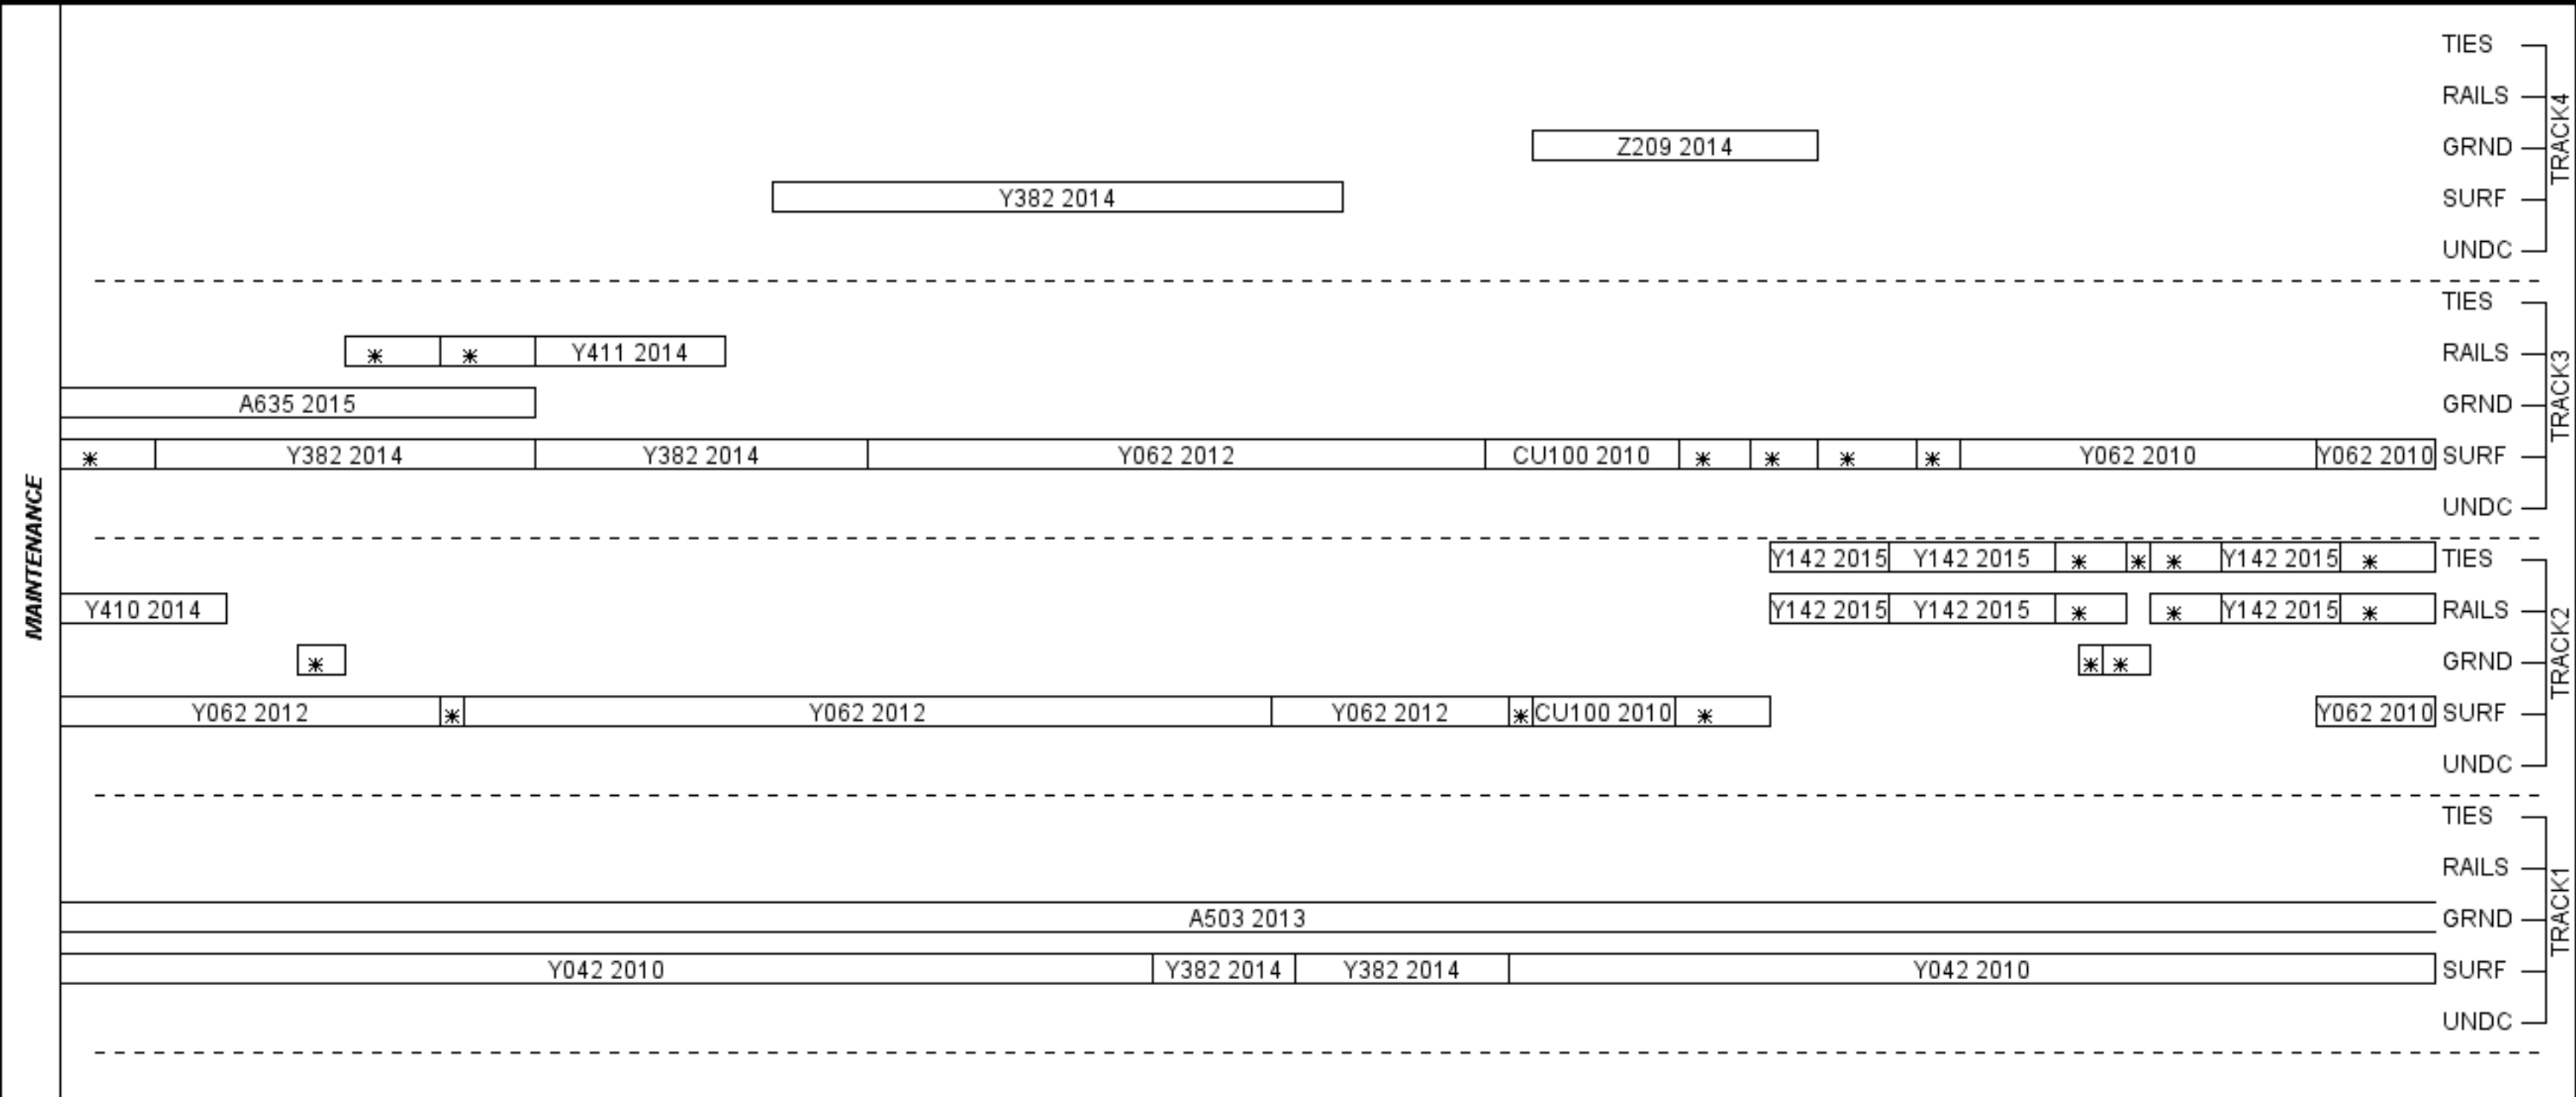 MAINTENANCE
TIES
RAILS
Z209 2014 GRND
Y382 2014 SURF
UNDC
TRACK4
TIES
* * Y411 2014 RAILS
A635 2015 GRND
* Y382 2014 Y382 2014 Y062 2012 CU100 2010 * * * * Y062 2010 Y062 2010 SURF
UNDC
TRACK3
Y142 2015 Y142 2015 * * * Y142 2015 * TIES
Y410 2014 Y142 2015 Y142 2015 * * Y142 2015 * RAILS
* * * GRND
Y062 2012 * Y062 2012 Y062 2012 * CU100 2010 * Y062 2010 SURF
UNDC
TRACK2
TIES
RAILS
A503 2013 GRND
Y042 2010 Y382 2014 Y382 2014 Y042 2010 SURF
UNDC
TRACK1